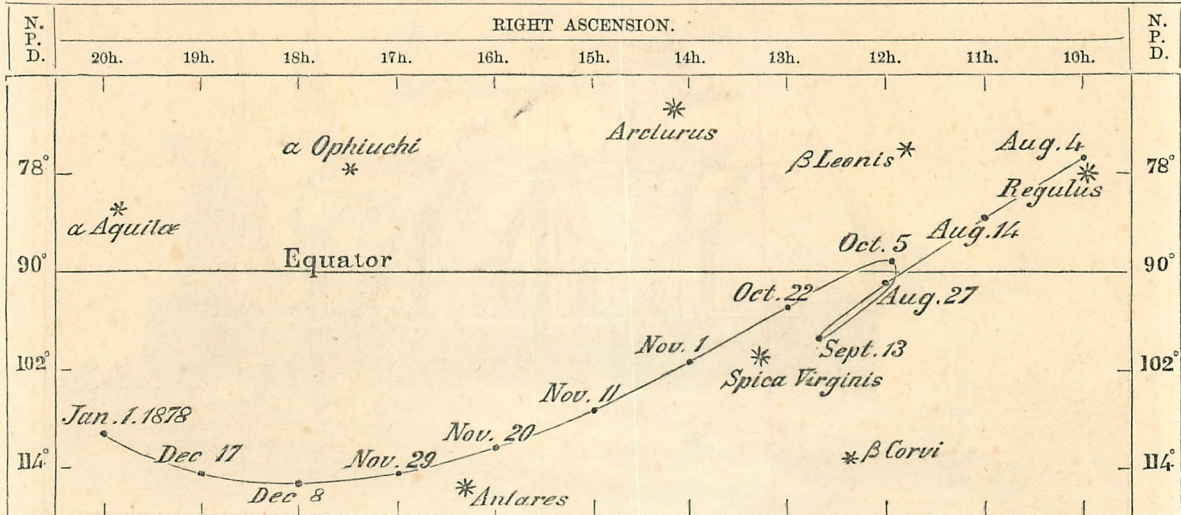 N. P. D.
RIGHT ASCENSION.
N. P. D.
20h. 19h. 18h. 17h. 16h. 15h. 14h. 13h. 12h. 11h. 10h.
Arcturus
α Ophiuchi
β Leonis
Aug. 4
78° 78°
Regulus
α Aquilæ
Aug. 14
Oct. 5
Equator
90° 90°
Oct. 22
Aug. 27
Nov. 1
Sept. 13
102° 102°
Spica Virginis
Nov. 11
Jan. 1. 1878
Nov. 20
Dec 17
Nov. 29
β Corvi
114° 114°
Dec 8
Antares